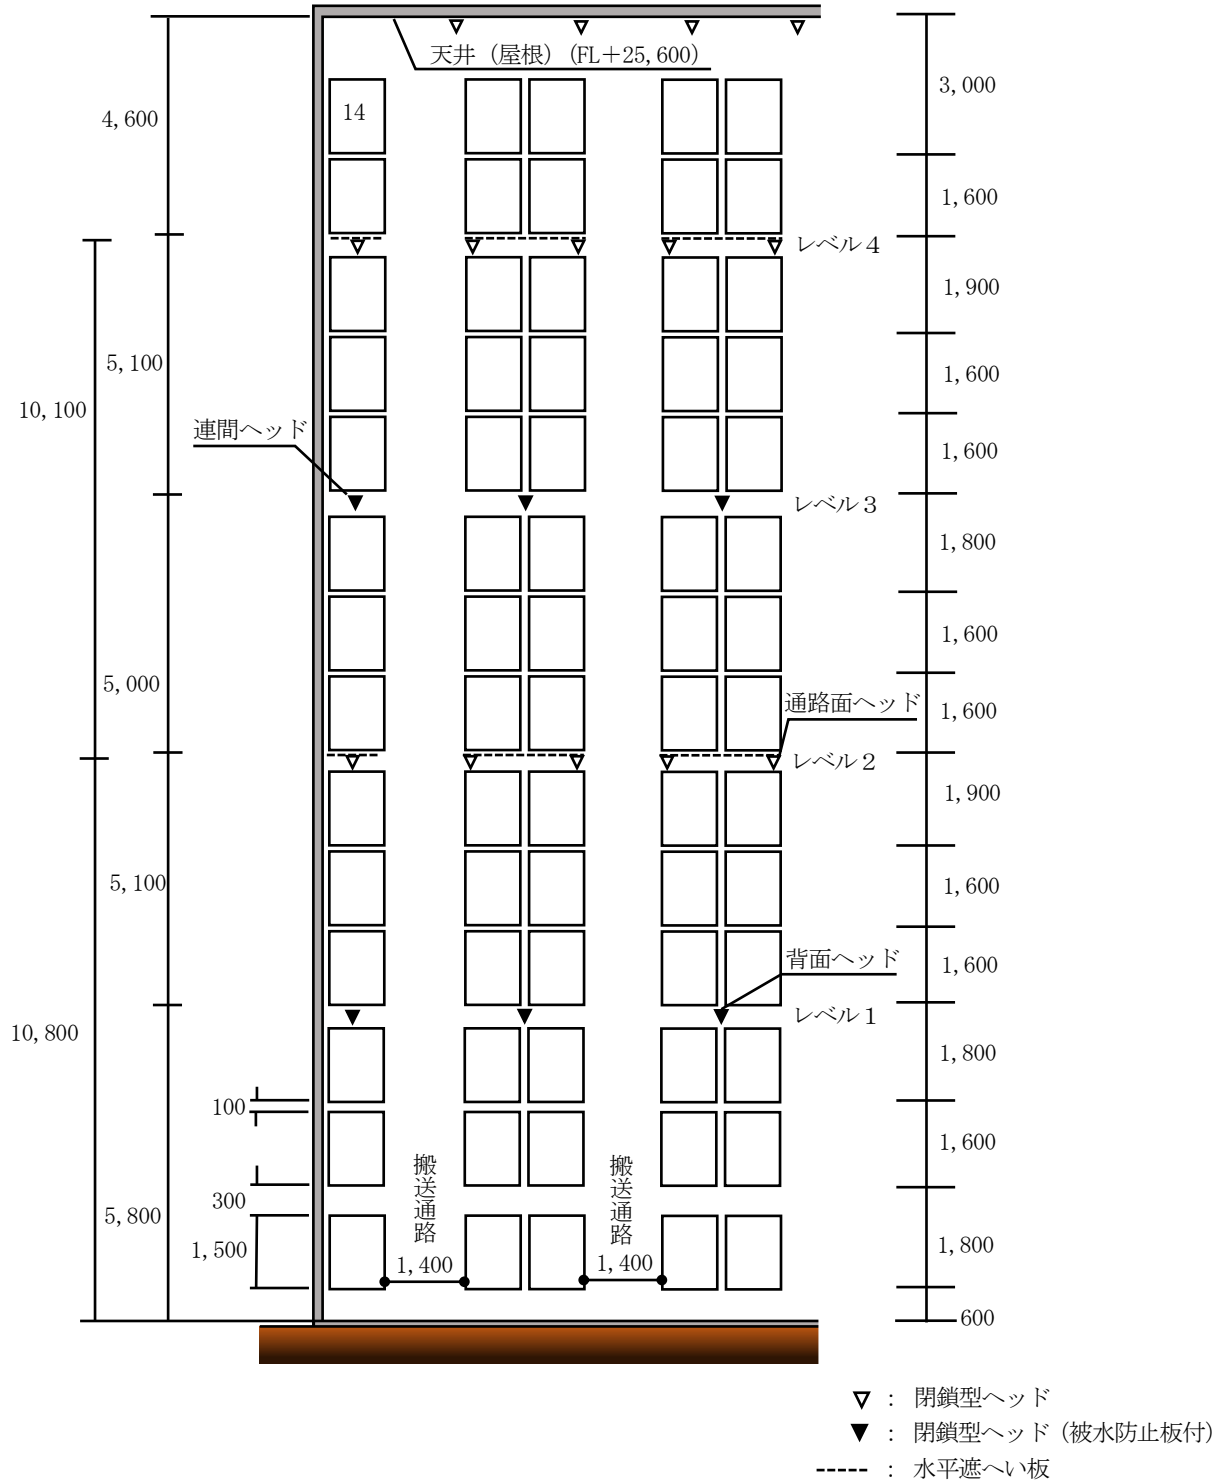 天井（屋根）(FL＋25,600)
3,000
14
4,600
1,600
レベル４
1,900
5,100
1,600
10,100
連間ヘッド
1,600
レベル３
1,800
1,600
5,000
通路面ヘッド
1,600
レベル２
1,900
5,100
1,600
背面ヘッド
1,600
レベル１
10,800
1,800
100
1,600
搬送通路
搬送通路
300
5,800
1,500
1,400
1,400
1,800
600
： 閉鎖型ヘッド
： 閉鎖型ヘッド（被水防止板付）
： 水平遮へい板